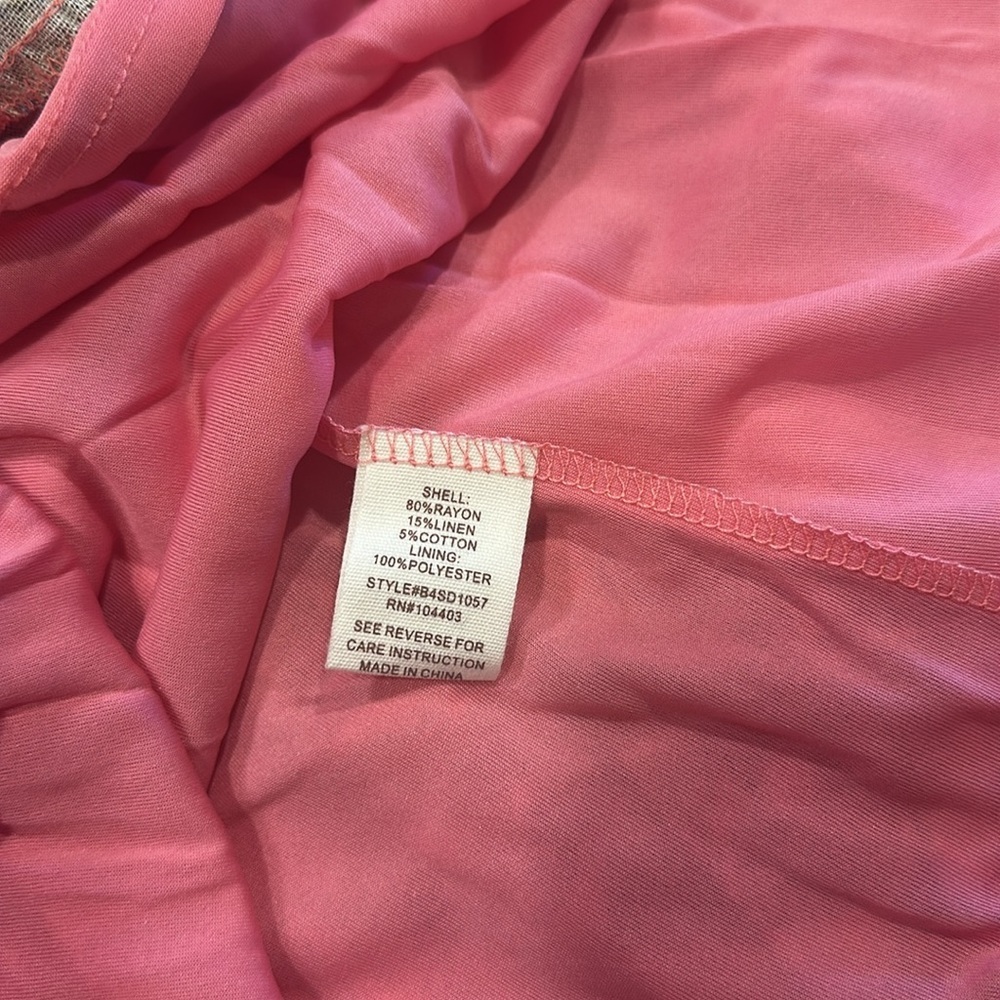 SHELL:
80%RAYON
15%LINEN
5%COTTON
LINING:
100%POLYESTER
STYLE#B4SD1057
RN#104403
SEE REVERSE FOR
CARE INSTRUCTION
MADE IN CHINA